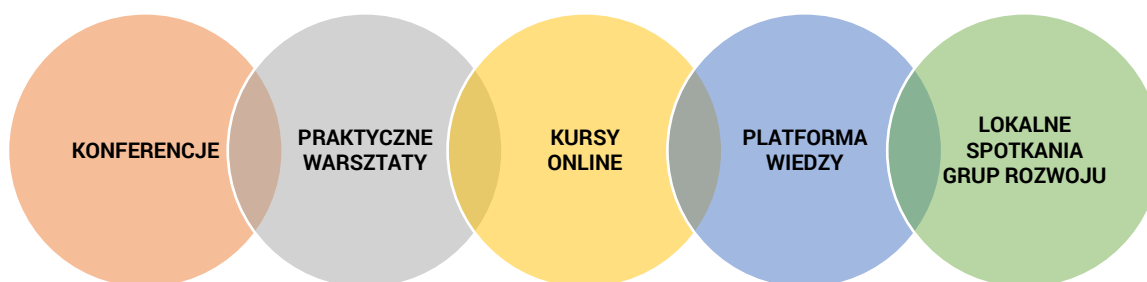 KONFERENCJE
PRAKTYCZNE
WARSZTATY
KURSY
ONLINE
PLATFORMA
WIEDZY
LOKALNE
SPOTKANIA
GRUP ROZWOJU